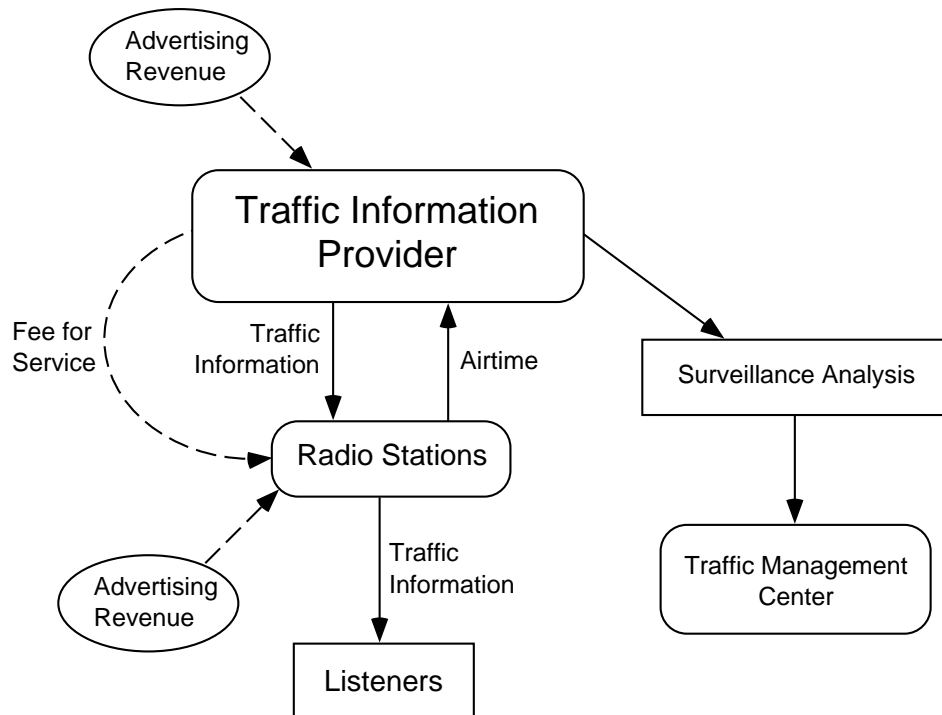 Advertising
Revenue
Traffic Information
Provider
Fee for
Service
Traffic
Information
Airtime
Surveillance Analysis
Radio Stations
Traffic
Information
Traffic Management
Center
Advertising
Revenue
Listeners